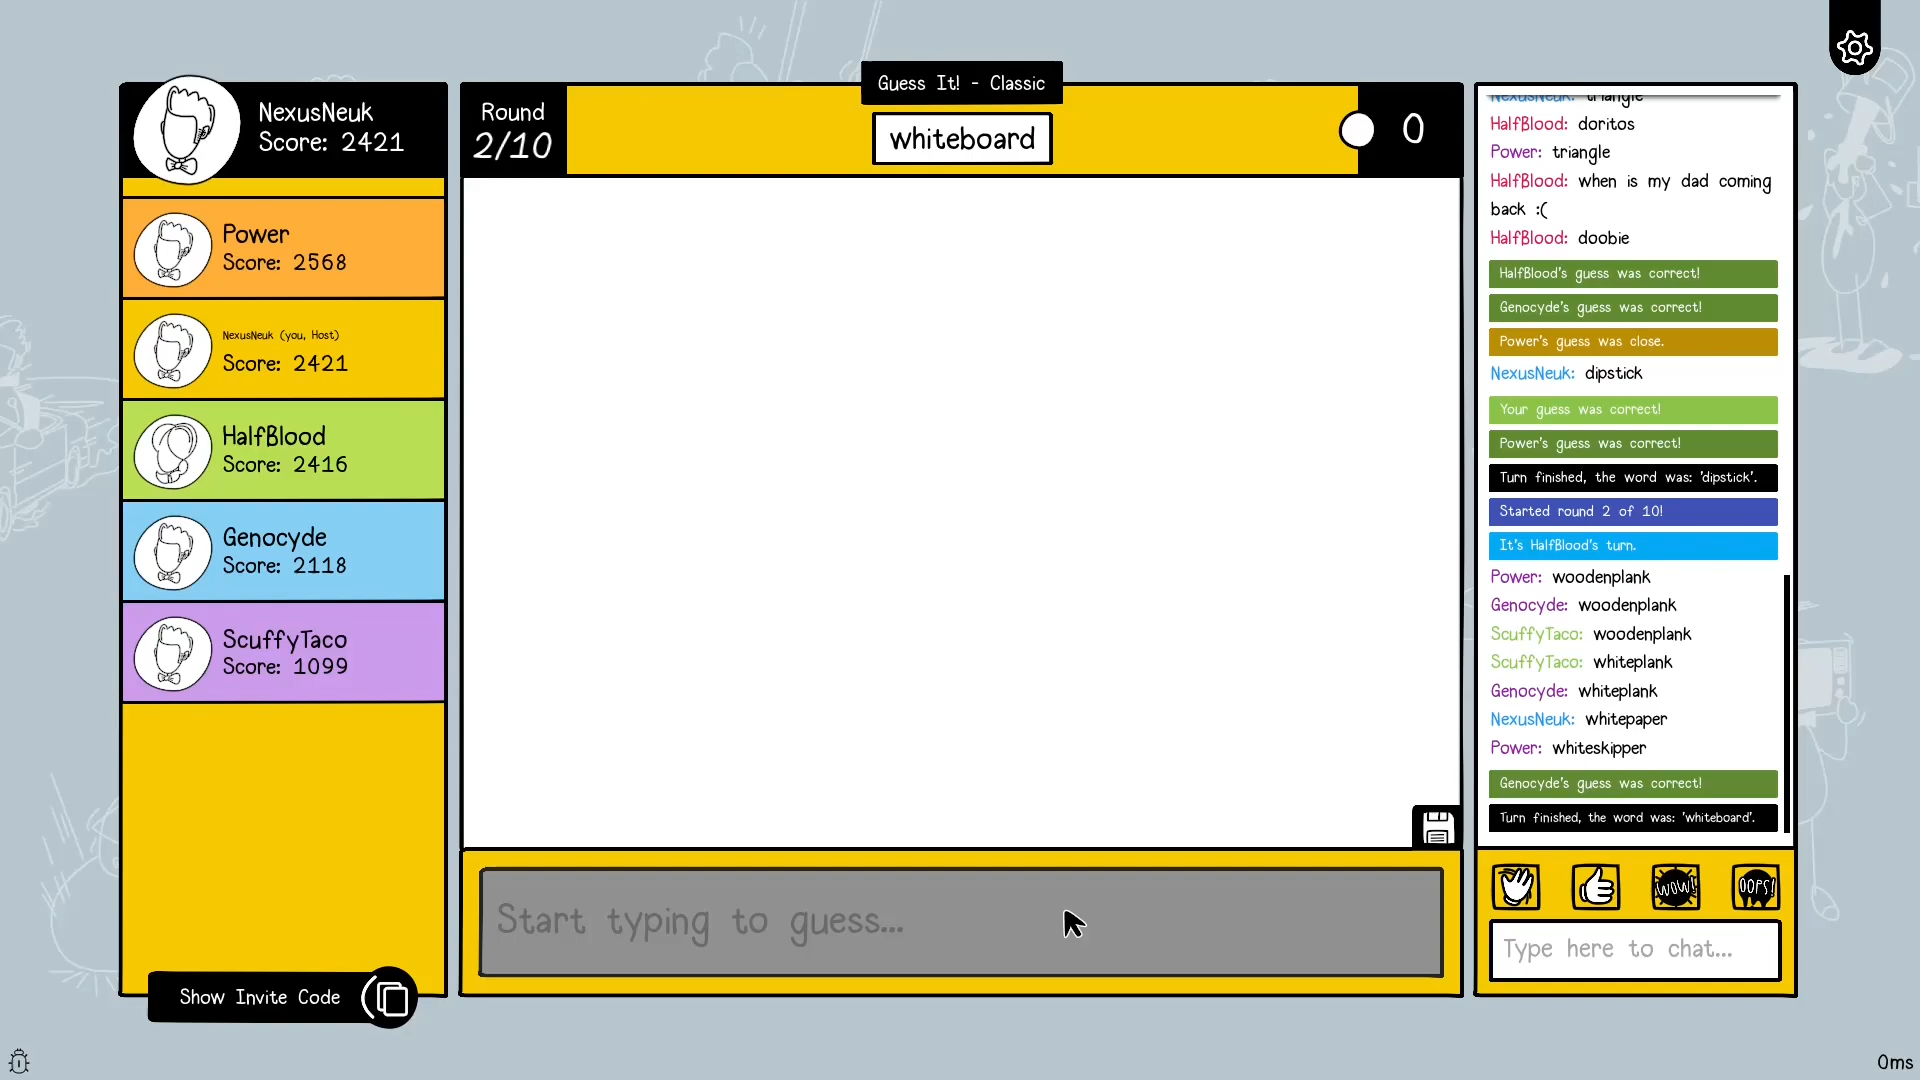 NexusNeuk
Score: 2421
Power
Score: 2568
NexusNeuk (you, Host)
Score: 2421
HalfBlood
Score: 2416
Genocyde
Score: 2118
ScuffyTaco
Score: 1099
Show Invite Code
Guess It! - Classic
Round
2/10
whiteboard
0
Start typing to guess...
NexusNeuk: triangle
HalfBlood: doritos
Power: triangle
HalfBlood: when is my dad coming
back :(
HalfBlood: doobie
HalfBlood's guess was correct!
Genocyde's guess was correct!
Power's guess was close.
NexusNeuk: dipstick
Your guess was correct!
Power's guess was correct!
Turn finished, the word was: 'dipstick'.
Started round 2 of 10!
It's HalfBlood's turn.
Power: woodenplank
Genocyde: woodenplank
ScuffyTaco: woodenplank
ScuffyTaco: whiteplank
Genocyde: whiteplank
NexusNeuk: whitepaper
Power: whiteskipper
Genocyde's guess was correct!
Turn finished, the word was: 'whiteboard'.
WOW!
OOPS!
Type here to chat...
0ms